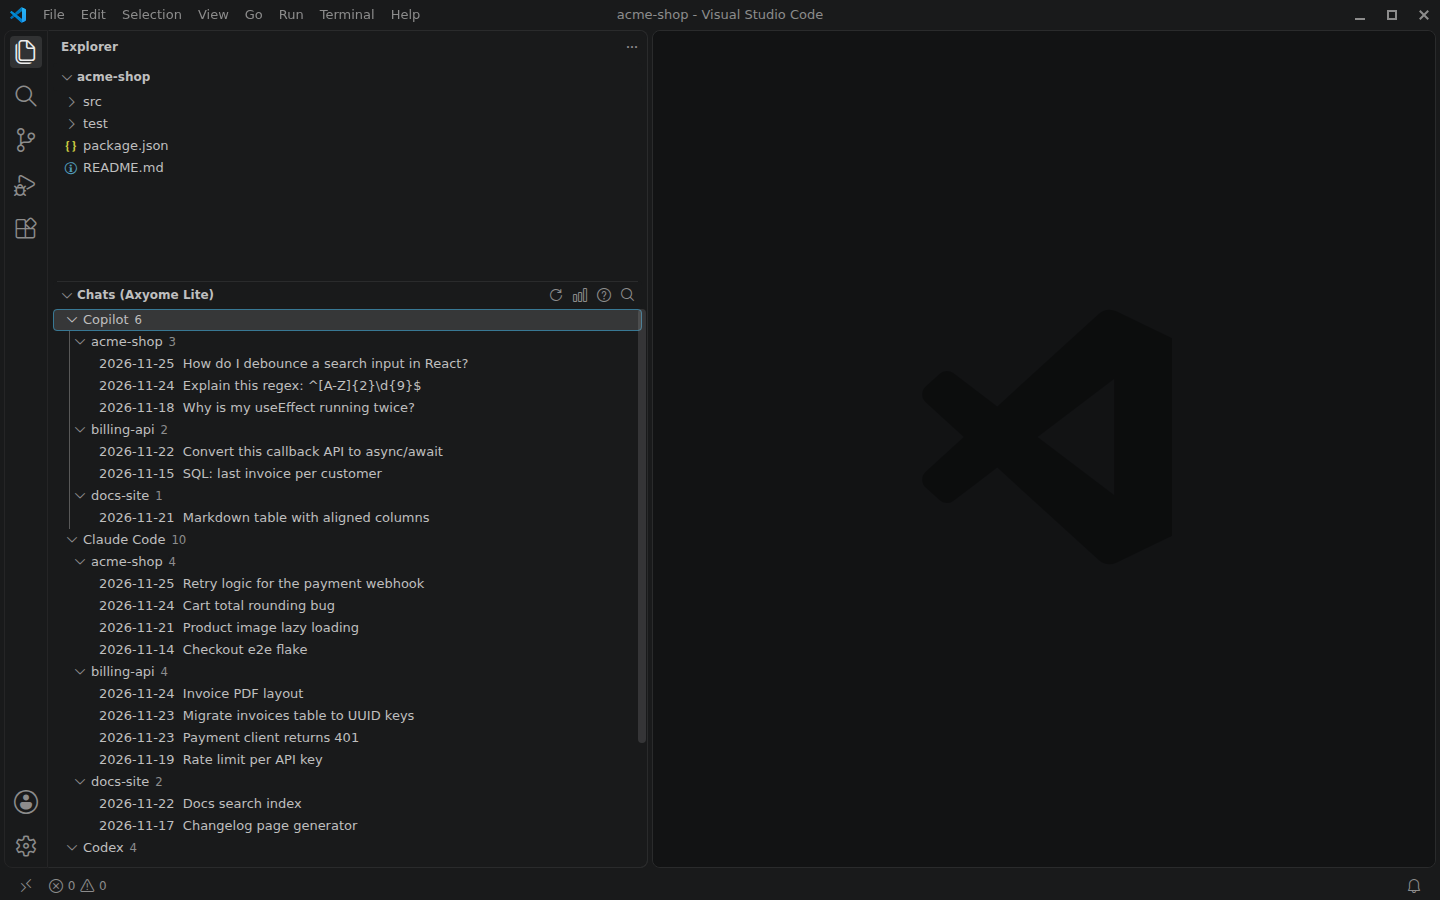 File Edit Selection View Go Run Terminal Help
acme-shop - Visual Studio Code
Explorer
acme-shop
src
test
package.json
README.md
Chats (Axyome Lite)
Copilot 6
acme-shop 3
2026-11-25 How do I debounce a search input in React?
2026-11-24 Explain this regex: ^[A-Z]{2}\d{9}$
2026-11-18 Why is my useEffect running twice?
billing-api 2
2026-11-22 Convert this callback API to async/await
2026-11-15 SQL: last invoice per customer
docs-site 1
2026-11-21 Markdown table with aligned columns
Claude Code 10
acme-shop 4
2026-11-25 Retry logic for the payment webhook
2026-11-24 Cart total rounding bug
2026-11-21 Product image lazy loading
2026-11-14 Checkout e2e flake
billing-api 4
2026-11-24 Invoice PDF layout
2026-11-23 Migrate invoices table to UUID keys
2026-11-23 Payment client returns 401
2026-11-19 Rate limit per API key
docs-site 2
2026-11-22 Docs search index
2026-11-17 Changelog page generator
Codex 4
0 0